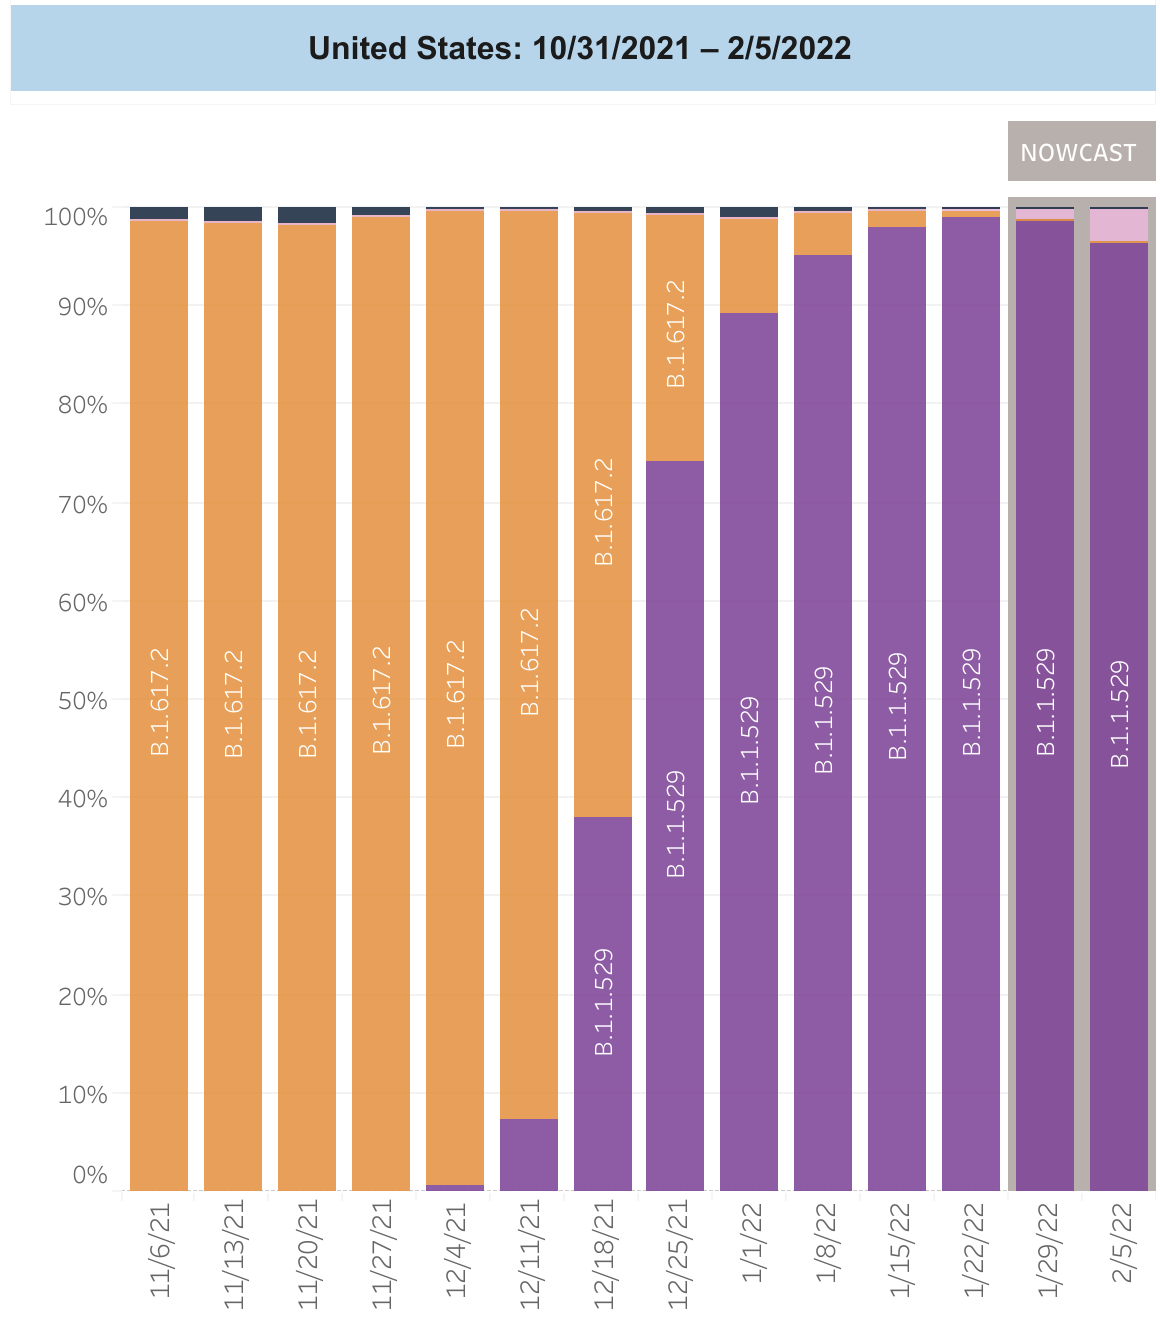 United States: 10/31/2021 – 2/5/2022
NOWCAST
100%
90%
80%
70%
60%
50%
40%
30%
20%
10%
0%
B.1.617.2
B.1.617.2
B.1.617.2
B.1.617.2
B.1.617.2
B.1.617.2
B.1.617.2
B.1.1.529
B.1.617.2
B.1.1.529
B.1.1.529
B.1.1.529
B.1.1.529
B.1.1.529
B.1.1.529
B.1.1.529
11/6/21
11/13/21
11/20/21
11/27/21
12/4/21
12/11/21
12/18/21
12/25/21
1/1/22
1/8/22
1/15/22
1/22/22
1/29/22
2/5/22